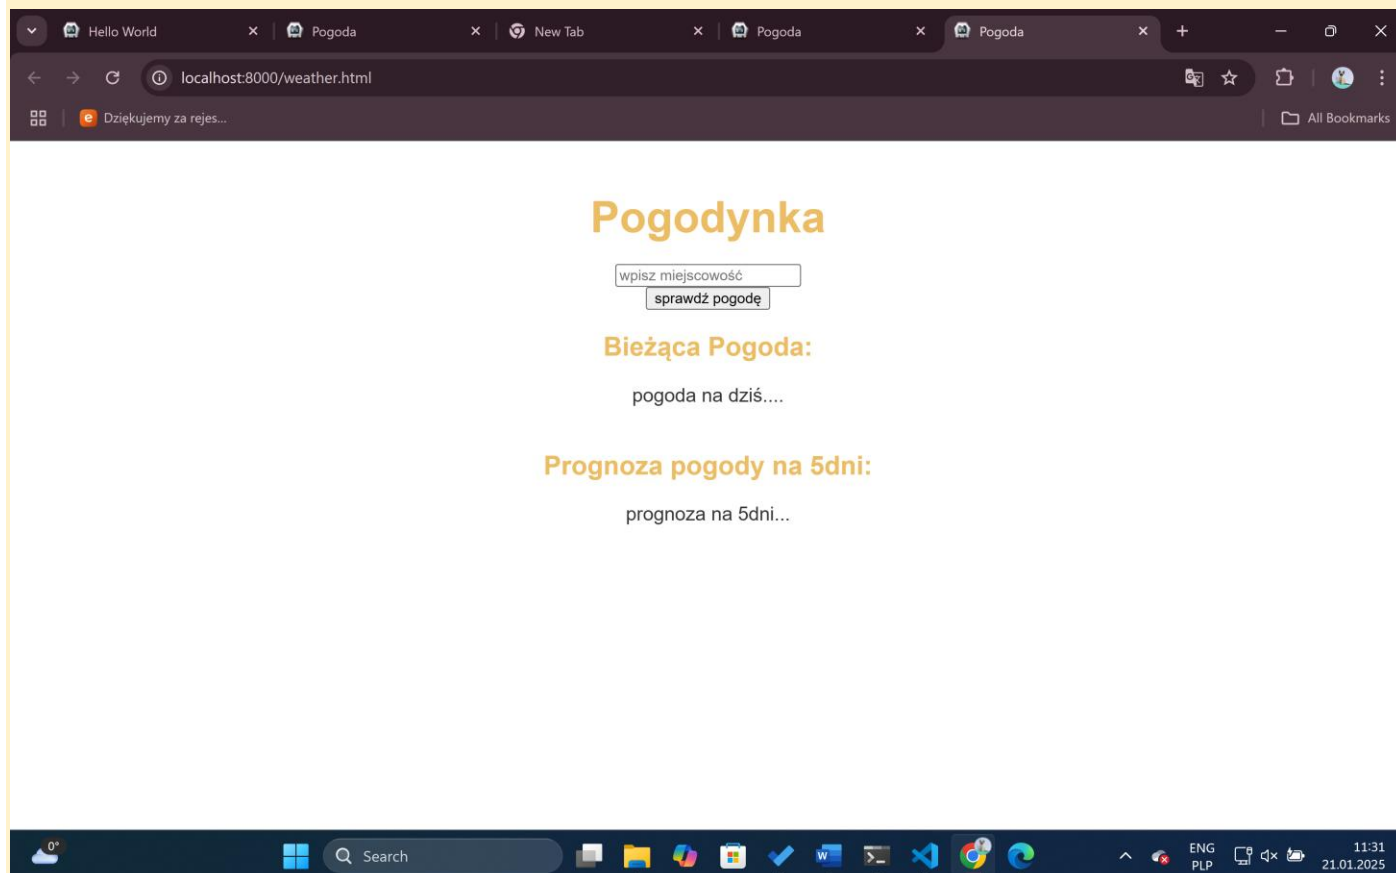 Hello World
Pogoda
New Tab
Pogoda
Pogoda
localhost:8000/weather.html
Dziękujemy za rejes...
All Bookmarks
Pogodynka
wpisz miejscowość
sprawdź pogodę
Bieżąca Pogoda:
pogoda na dziś....
Prognoza pogody na 5dni:
prognoza na 5dni...
0°
Search
ENG
PLP
11:31
21.01.2025